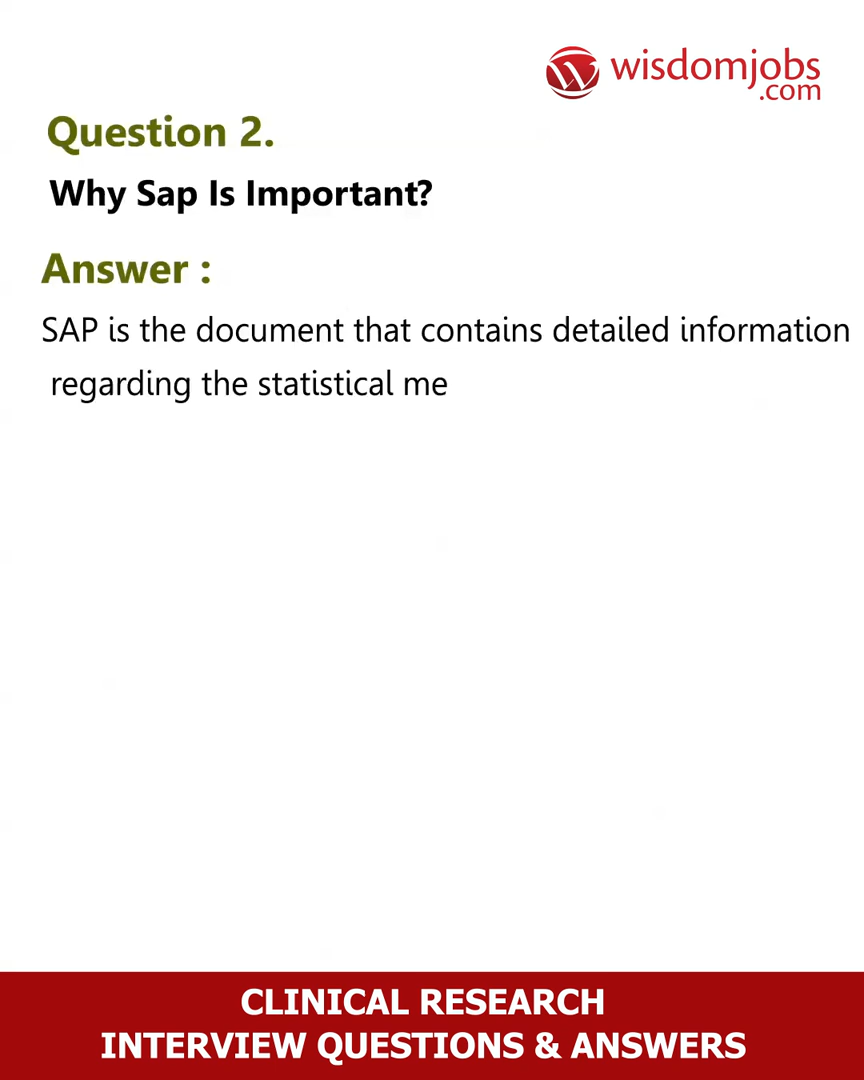 wisdomjobs
.com
Question 2.
Why Sap Is Important?
Answer :
SAP is the document that contains detailed information
regarding the statistical me
CLINICAL RESEARCH
INTERVIEW QUESTIONS & ANSWERS